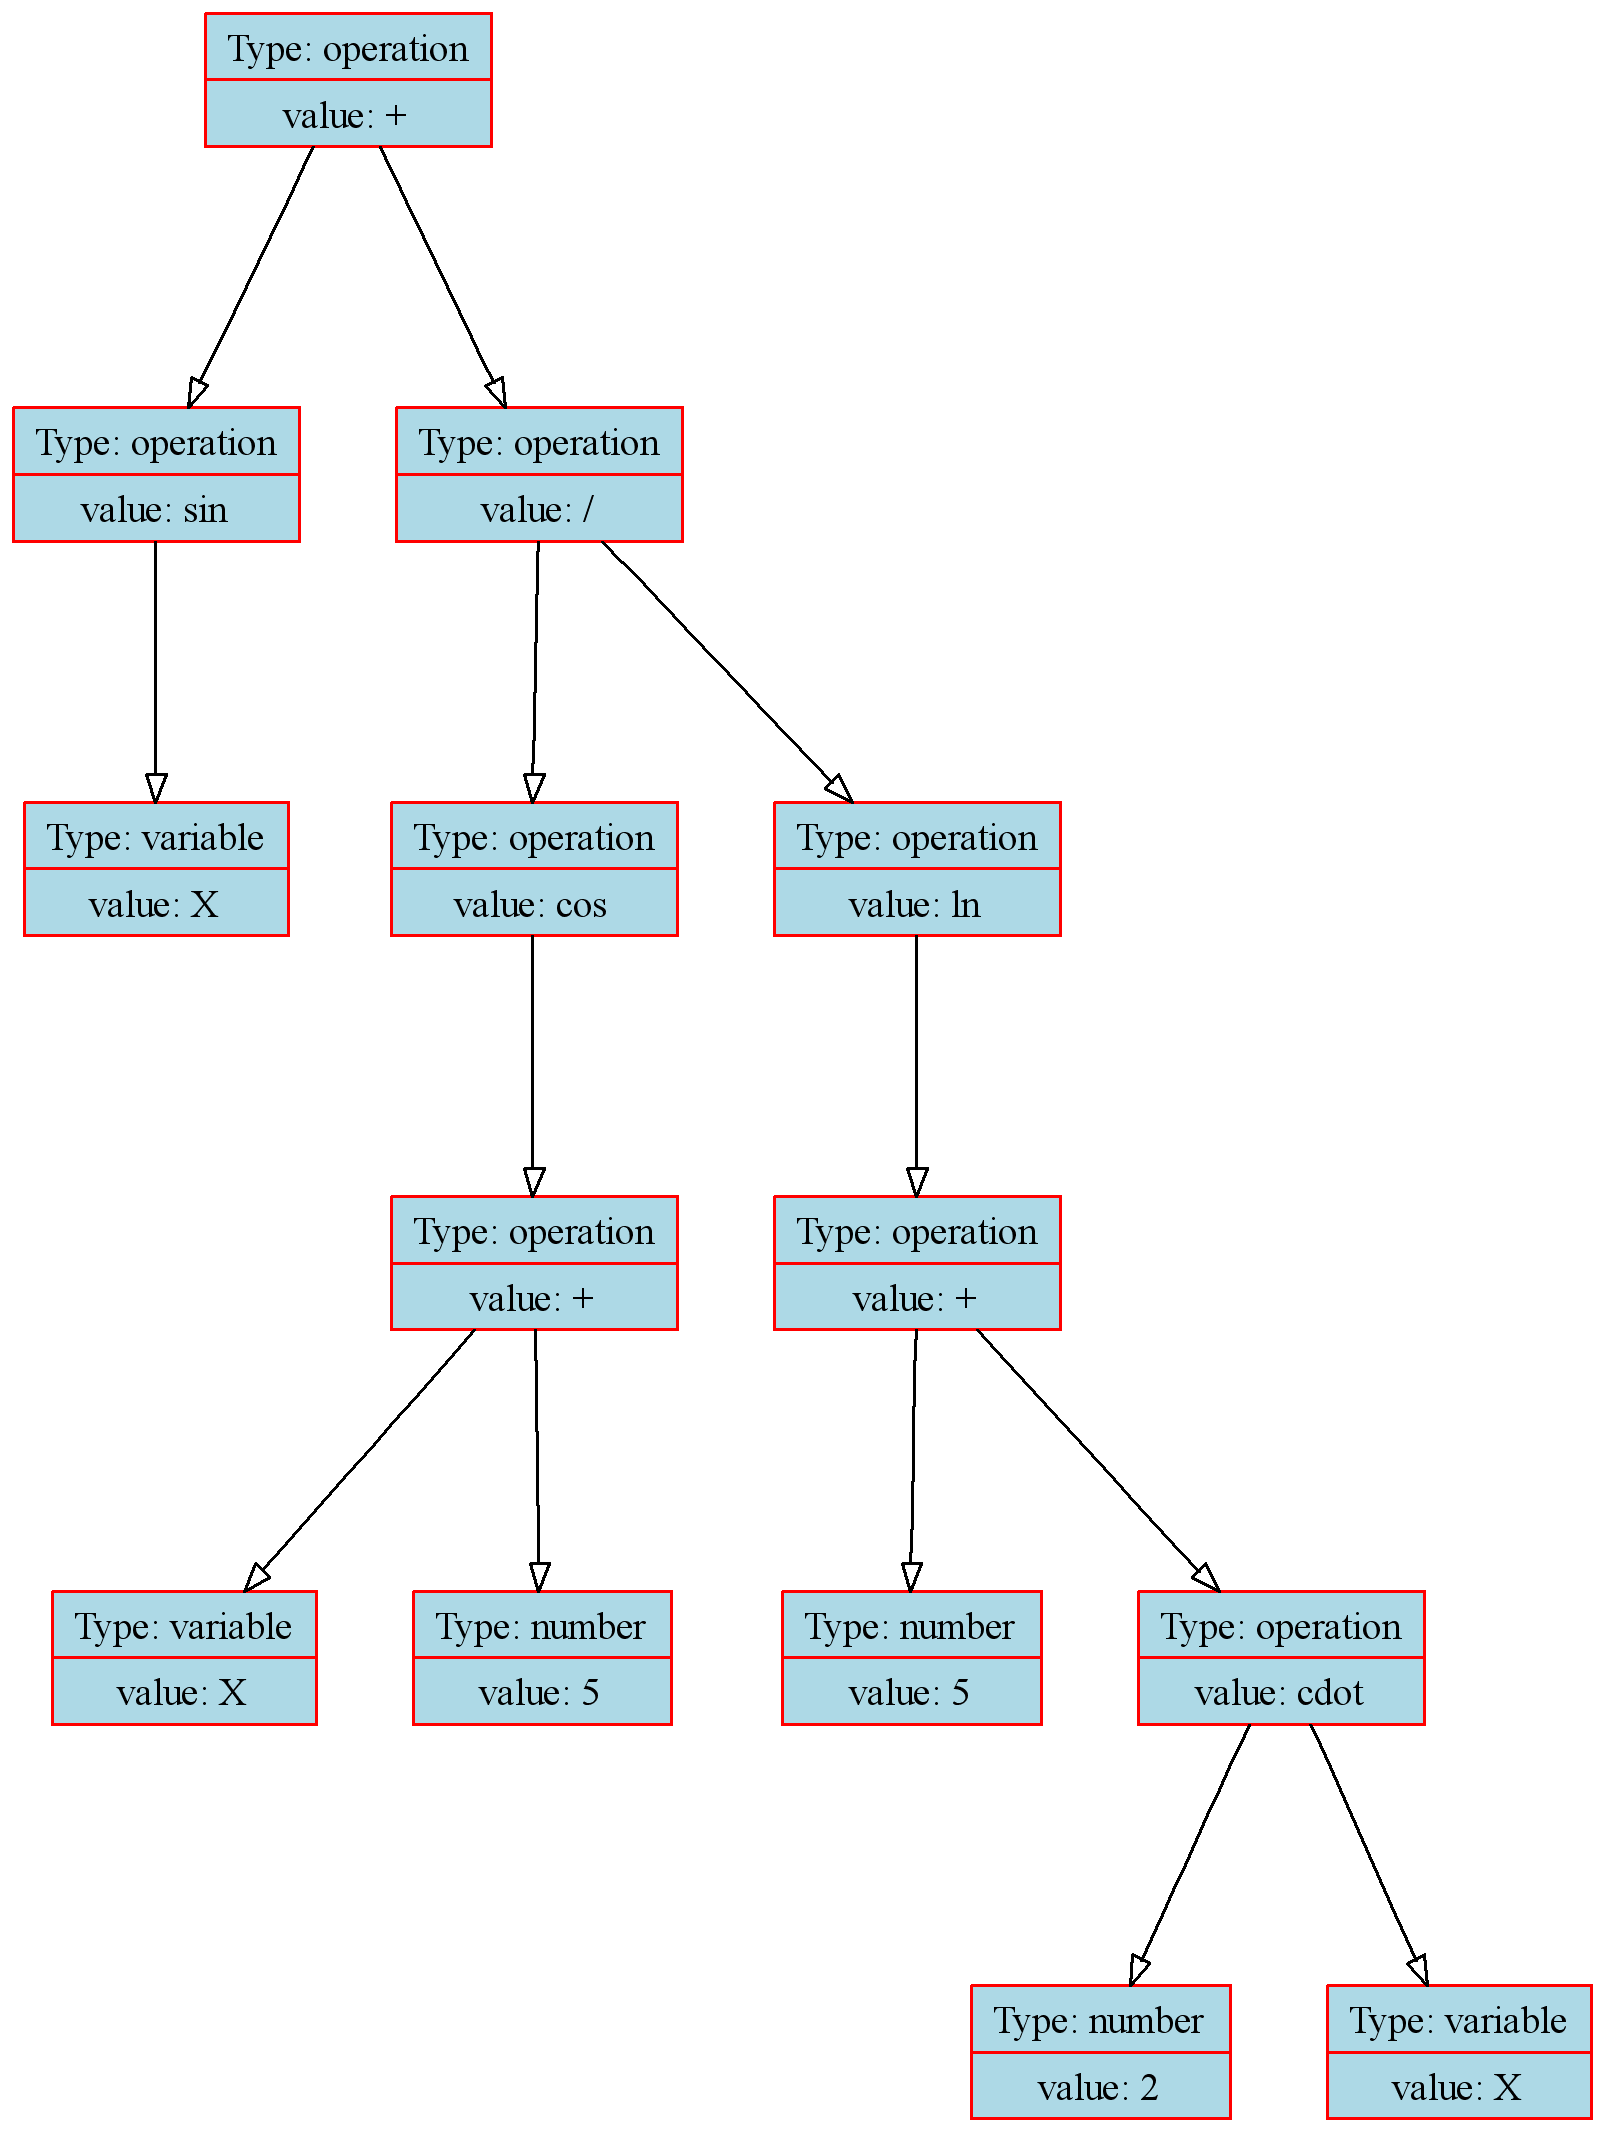 Type: operation
value: +
Type: operation
value: sin
Type: operation
value: /
Type: variable
value: X
Type: operation
value: cos
Type: operation
value: ln
Type: operation
value: +
Type: operation
value: +
Type: variable
value: X
Type: number
value: 5
Type: number
value: 5
Type: operation
value: cdot
Type: number
value: 2
Type: variable
value: X